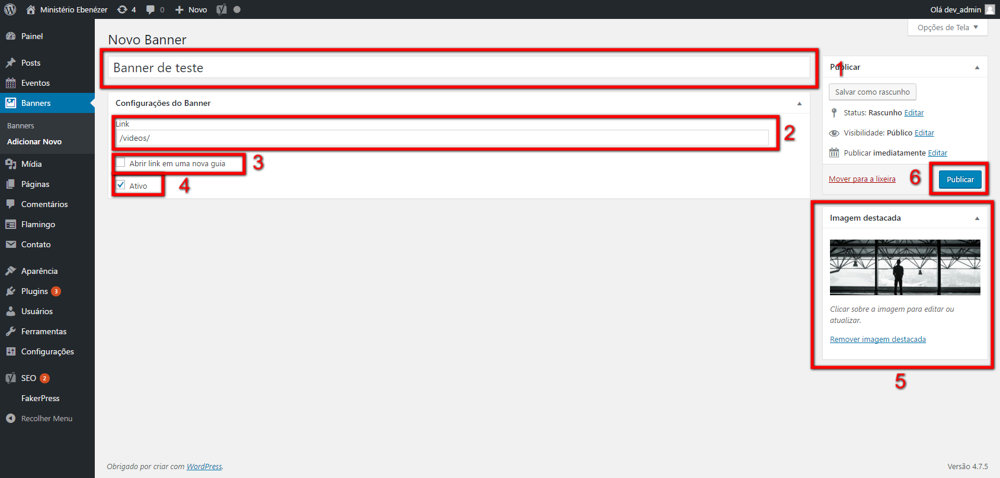 Ministério Ebenézer 4 0 Novo Olá dev_admin
Opções de Tela
Painel
Posts
Eventos
Banners
Banners
Adicionar Novo
Mídia
Páginas
Comentários
Flamingo
Contato
Aparência
Plugins 3
Usuários
Ferramentas
Configurações
SEO 2
FakerPress
Recolher Menu
Novo Banner
Banner de teste
1
Configurações do Banner
Link
/videos/
2
Abrir link em uma nova guia
3
Ativo
4
Publicar
Salvar como rascunho
Status: Rascunho Editar
Visibilidade: Público Editar
Publicar imediatamente Editar
Mover para a lixeira
6
Publicar
Imagem destacada
Clicar sobre a imagem para editar ou
atualizar.
Remover imagem destacada
5
Obrigado por criar com WordPress.
Versão 4.7.5